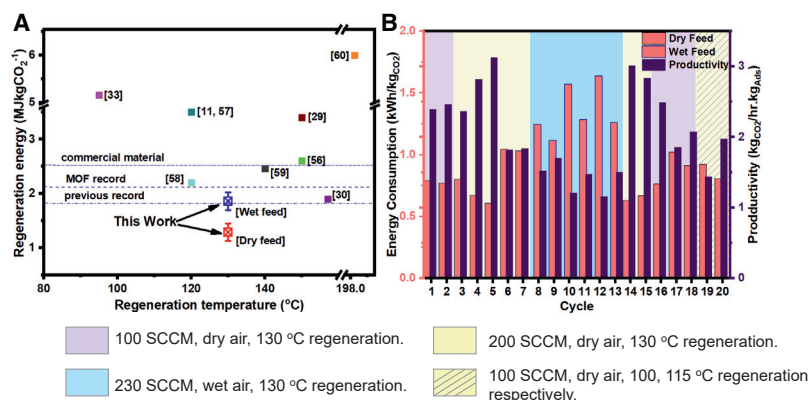 A
Regeneration energy (MJkgCO2-1)
6
5
3
2
1
[60]
[33]
[11, 57]
[29]
commercial material
[56]
[59]
MOF record
[58]
previous record
[30]
This Work
[Wet feed]
[Dry feed]
80 100 120 140 160 198.0
Regeneration temperature (oC)
B
Energy Consumption (kWh/kgCO2)
2.0
1.5
1.0
0.5
0.0
Dry Feed
Wet Feed
Productivity
3
2
1
0
Prodductivity (kgCO2/hr.kgAds)
1 2 3 4 5 6 7 8 9 10 11 12 13 14 15 16 17 18 19 20
Cycle
100 SCCM, dry air, 130 oC regeneration.
200 SCCM, dry air, 130 oC regeneration.
230 SCCM, wet air, 130 oC regeneration.
100 SCCM, dry air, 100, 115 oC regeneration
respectively.